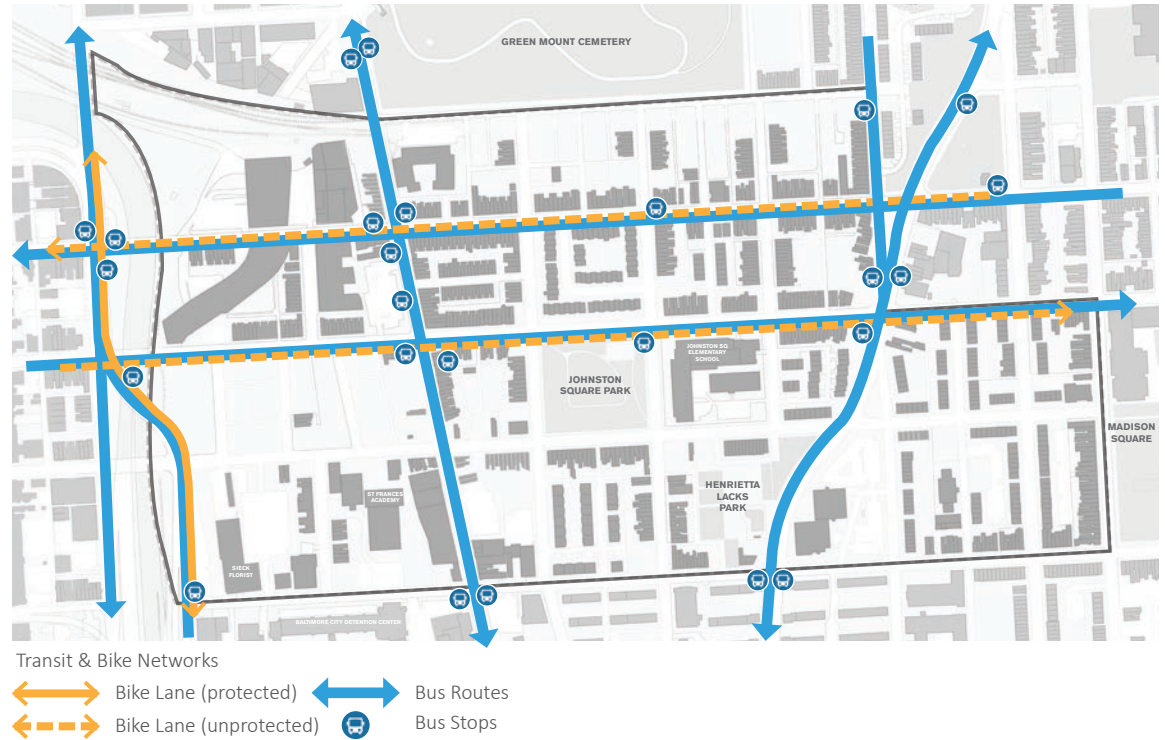 GREEN MOUNT CEMETERY
JOHNSTON SQ
ELEMENTARY
SCHOOL
JOHNSTON
SQUARE PARK
MADISON
SQUARE
HENRIETTA
LACKS
PARK
ST FRANCES
ACADEMY
SIECK
FLORIST
BALTIMORE CITY DETENTION CENTER
Transit & Bike Networks
Bike Lane (protected)
Bus Routes
Bike Lane (unprotected)
Bus Stops